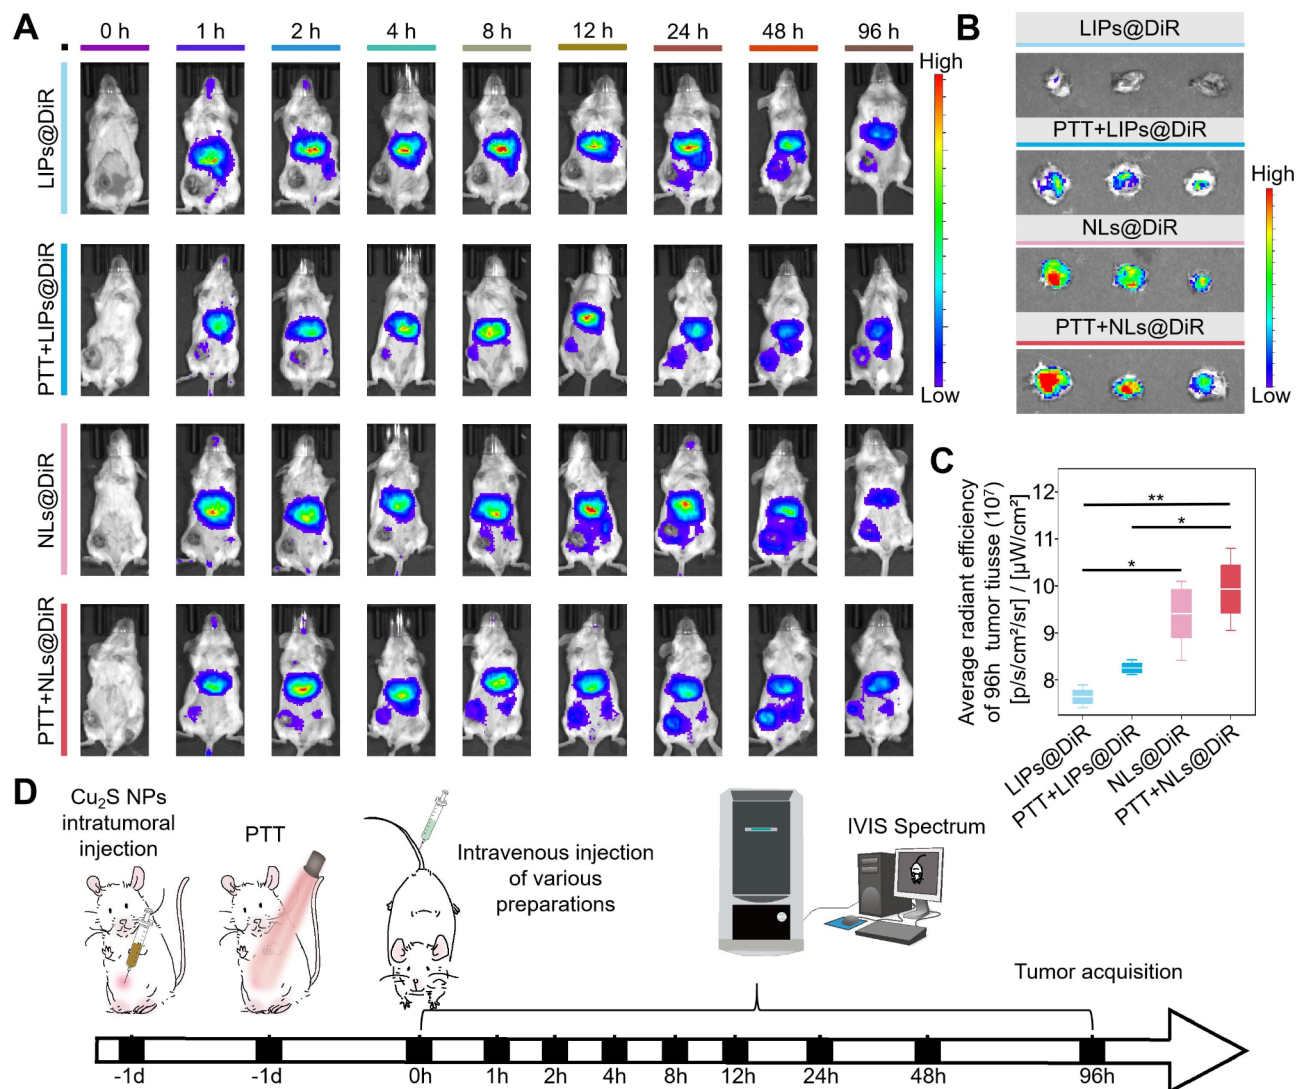 A
0 h
1 h
2 h
4 h
8 h
12 h
24 h
48 h
96 h
LIPs@DiR
PTT+LIPs@DiR
NLs@DiR
PTT+NLs@DiR
High
Low
B
LIPs@DiR
PTT+LIPs@DiR
NLs@DiR
PTT+NLs@DiR
High
Low
C
Average radiant efficiency
of 96h tumor tiusse (10⁷)
[p/s/cm²/sr] / [µW/cm²]
12
11
10
9
8
**
*
*
LIPs@DiR
PTT+LIPs@DiR
NLs@DiR
PTT+NLs@DiR
D
Cu₂S NPs
intratumoral
injection
PTT
Intravenous injection
of various
preparations
IVIS Spectrum
Tumor acquisition
-1d
-1d
0h
1h
2h
4h
8h
12h
24h
48h
96h